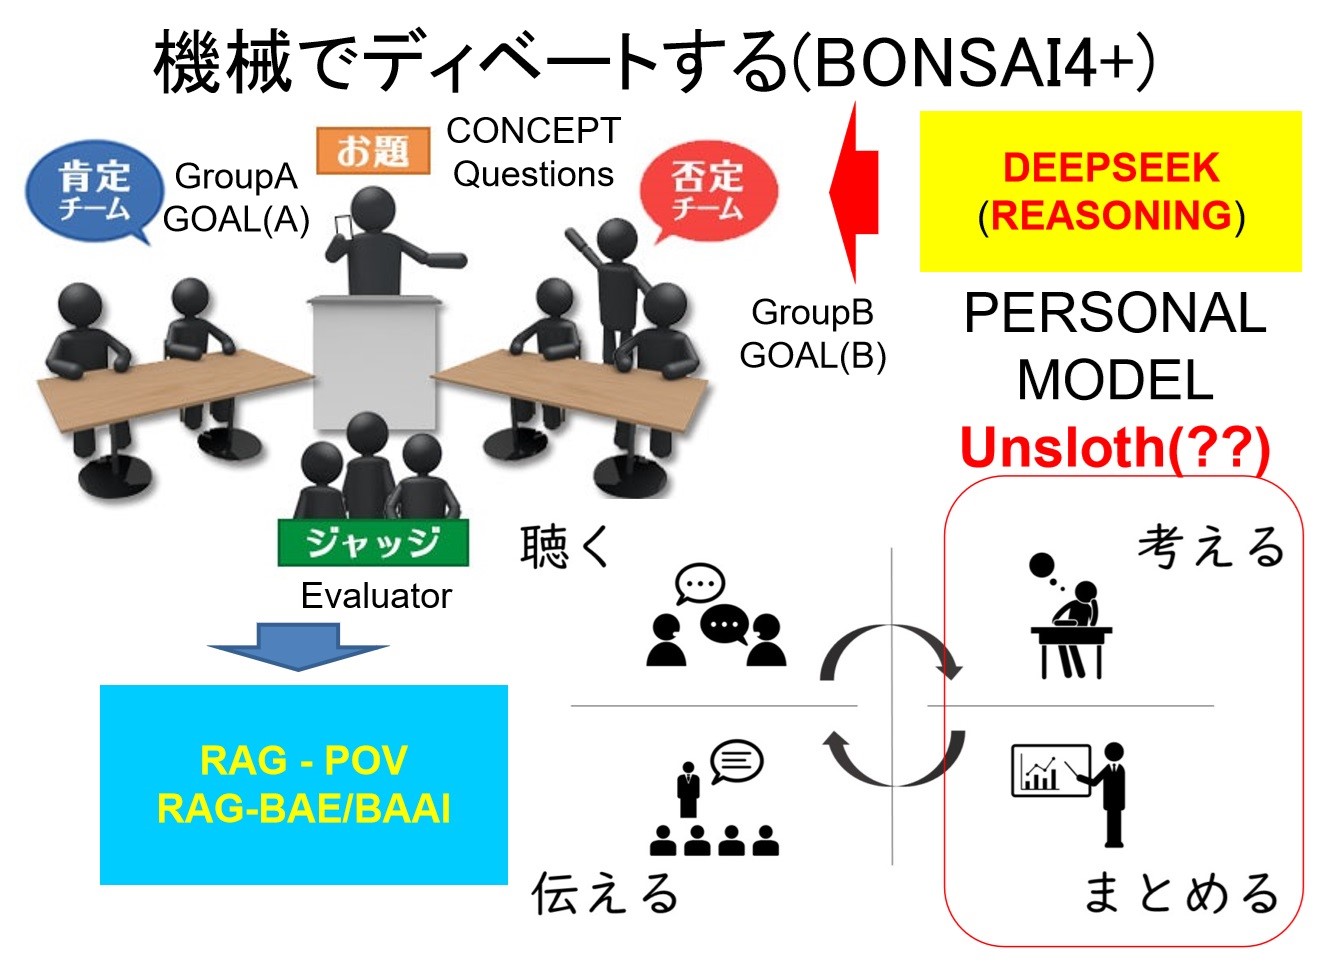 機械でディベートする(BONSAI4+)
肯定
チーム
GroupA
GOAL(A)
お題
CONCEPT
Questions
否定
チーム
GroupB
GOAL(B)
DEEPSEEK
(REASONING)
PERSONAL
MODEL
Unsloth(??)
ジャッジ
Evaluator
RAG - POV
RAG-BAE/BAAI
聴く
考える
伝える
まとめる